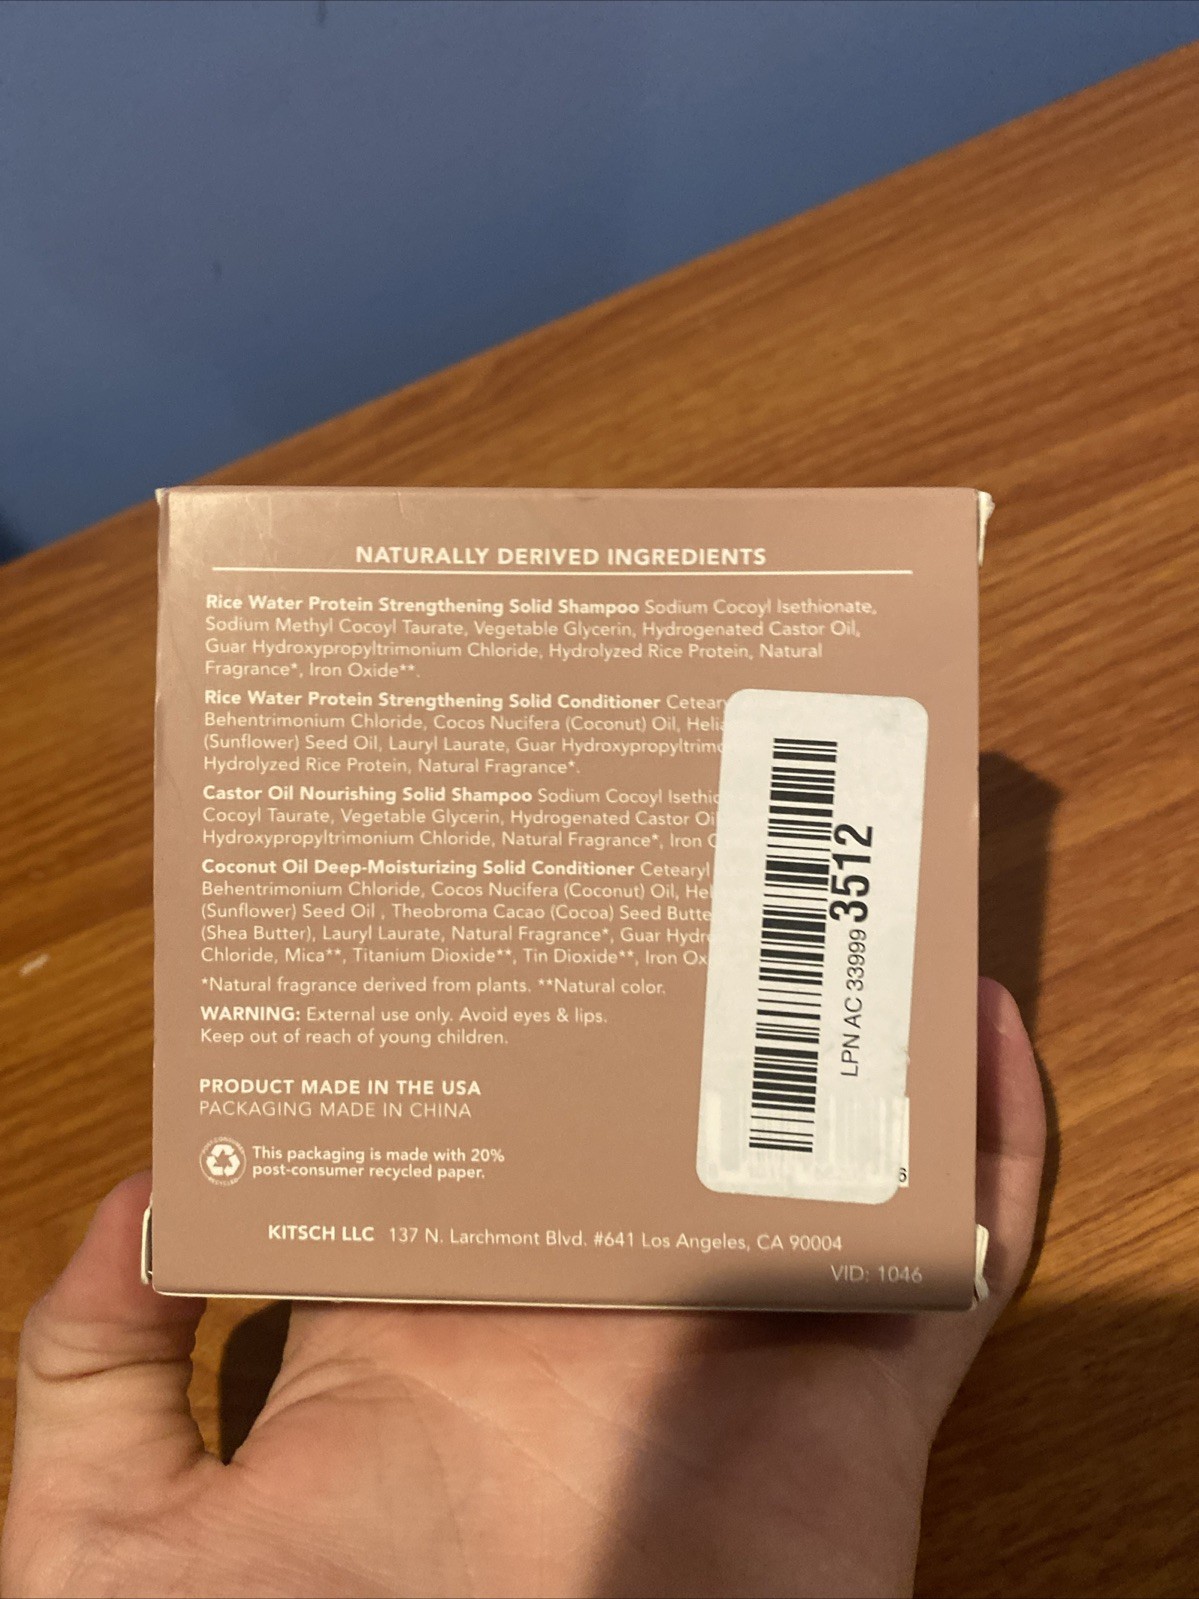 NATURALLY DERIVED INGREDIENTS
Rice Water Protein Strengthening Solid Shampoo Sodium Cocoyl Isethionate,
Sodium Methyl Cocoyl Taurate, Vegetable Glycerin, Hydrogenated Castor Oil,
Guar Hydroxypropyltrimonium Chloride, Hydrolyzed Rice Protein, Natural
Fragrance*, Iron Oxide**.
Rice Water Protein Strengthening Solid Conditioner
Behentrimonium Chloride, Cocos Nucifera (Coconut) Oil,
(Sunflower) Seed Oil, Lauryl Laurate, Guar
Hydrolyzed Rice Protein, Natural Fragrance*.
Castor Oil Nourishing Solid Shampoo Sodium Cocoyl
Cocoyl Taurate, Vegetable Glycerin, Hydrogenated Castor
Hydroxypropyltrimonium Chloride, Natural Fragrance*, Iron
Coconut Oil Deep-Moisturizing Solid Conditioner Cetearyl
Behentrimonium Chloride, Cocos Nucifera (Coconut) Oil,
(Sunflower) Seed Oil , Theobroma Cacao (Cocoa) Seed
(Shea Butter), Lauryl Laurate, Natural Fragrance*, Guar
Chloride, Mica**, Titanium Dioxide**, Tin Dioxide**, Iron
*Natural fragrance derived from plants. **Natural color.
WARNING: External use only. Avoid eyes & lips.
Keep out of reach of young children.
PRODUCT MADE IN THE USA
PACKAGING MADE IN CHINA
This packaging is made with 20%
post-consumer recycled paper.
KITSCH LLC 137 N. Larchmont Blvd. #641 Los Angeles, CA 90004
VID: 1046
LPN AC 33999 3512
6